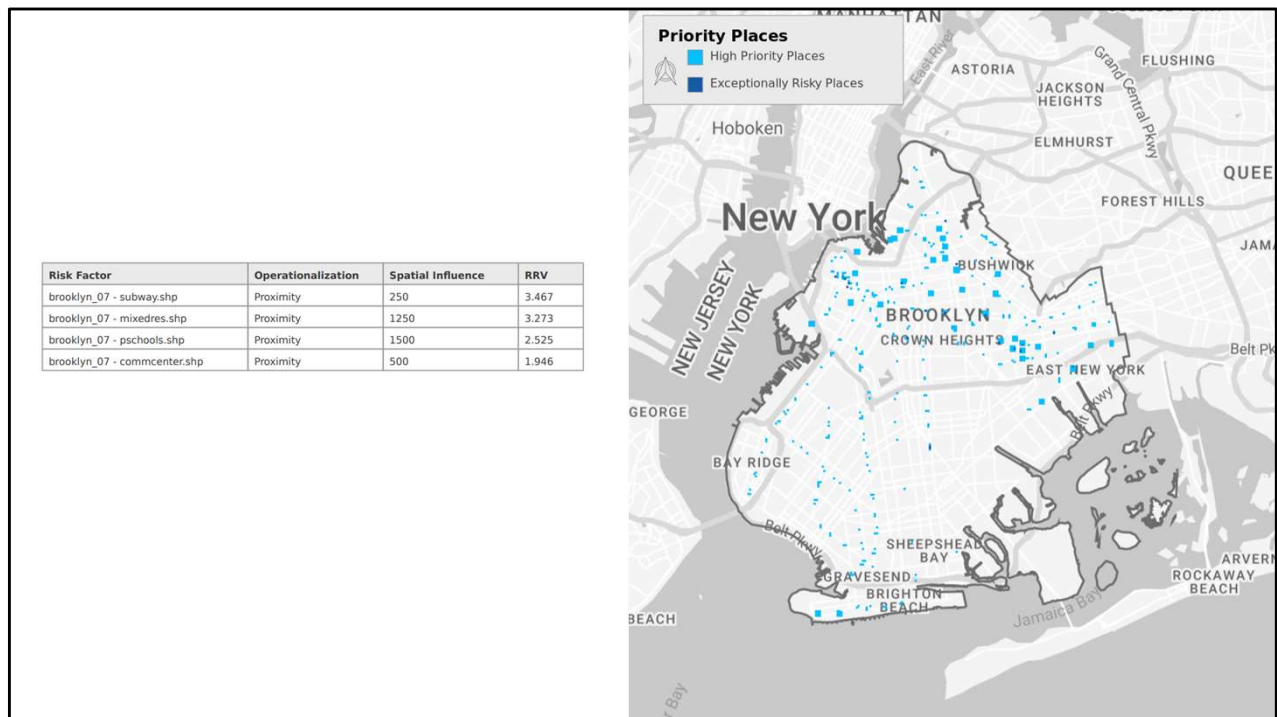 MANHATTAN
Priority Places
High Priority Places
Exceptionally Risky Places
East River
ASTORIA
Grand Central Pkwy
FLUSHING
JACKSON
HEIGHTS
Hoboken
ELMHURST
QUEE
FOREST HILLS
New York
JAM
NEW JERSEY
NEW YORK
BUSHWICK
Risk Factor Operationalization Spatial Influence RRV
brooklyn_07 - subway.shp Proximity 250 3.467
brooklyn_07 - mixedres.shp Proximity 1250 3.273
brooklyn_07 - pschools.shp Proximity 1500 2.525
brooklyn_07 - commcenter.shp Proximity 500 1.946
BROOKLYN
CROWN HEIGHTS
Belt Pk
EAST NEW YORK
Belt Pkwy
GEORGE
BAY RIDGE
Belt Pkwy
SHEEPSHEAD
BAY
GRAVESEND
BRIGHTON
BEACH
ARVERN
ROCKAWAY
BEACH
BEACH
Jamaica Bay
r Bay